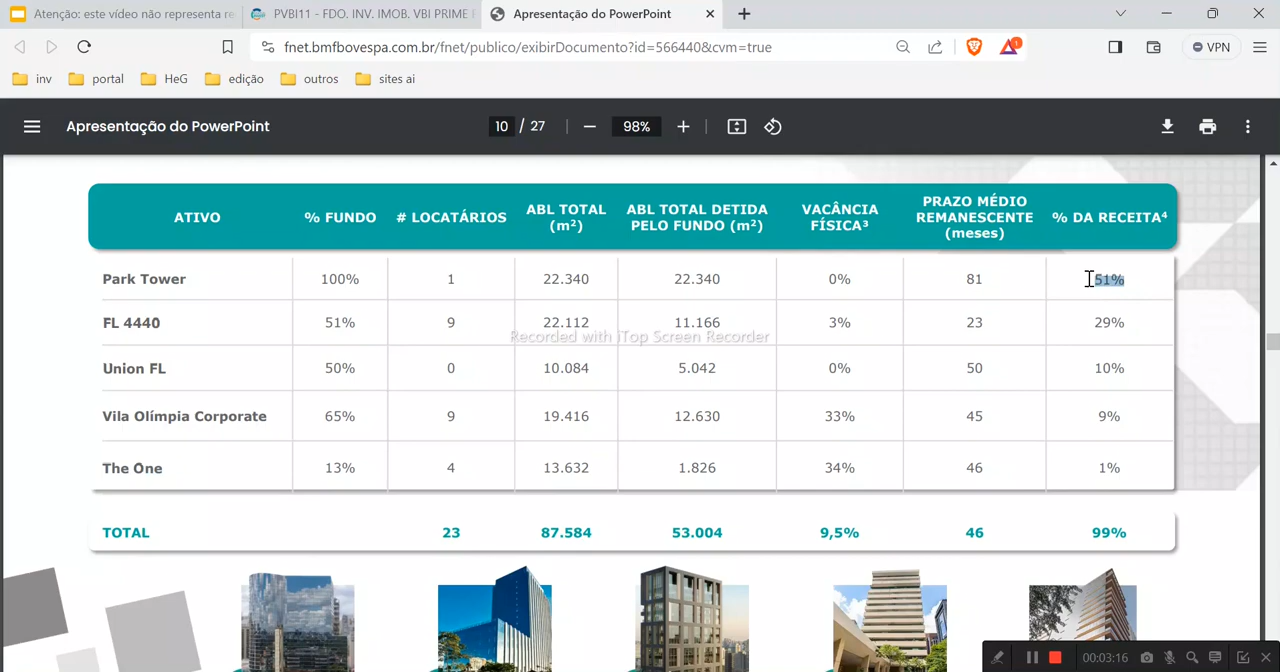 Atenção: este vídeo não representa re
PVBI11 - FDO. INV. IMOB. VBI PRIME
Apresentação do PowerPoint
fnet.bmfbovespa.com.br/fnet/publico/exibirDocumento?id=566440&cvm=true
1
VPN
inv
portal
HeG
edição
outros
sites ai
Apresentação do PowerPoint
10 / 27
98%
ATIVO % FUNDO # LOCATÁRIOS ABL TOTAL (m²) ABL TOTAL DETIDA PELO FUNDO (m²) VACÂNCIA FÍSICA³ PRAZO MÉDIO REMANESCENTE (meses) % DA RECEITA⁴
Park Tower 100% 1 22.340 22.340 0% 81 51%
FL 4440 51% 9 22.112 11.166 3% 23 29%
Recorded with iTop Screen Recorder
Union FL 50% 0 10.084 5.042 0% 50 10%
Vila Olímpia Corporate 65% 9 19.416 12.630 33% 45 9%
The One 13% 4 13.632 1.826 34% 46 1%
TOTAL 23 87.584 53.004 9,5% 46 99%
00:03:16